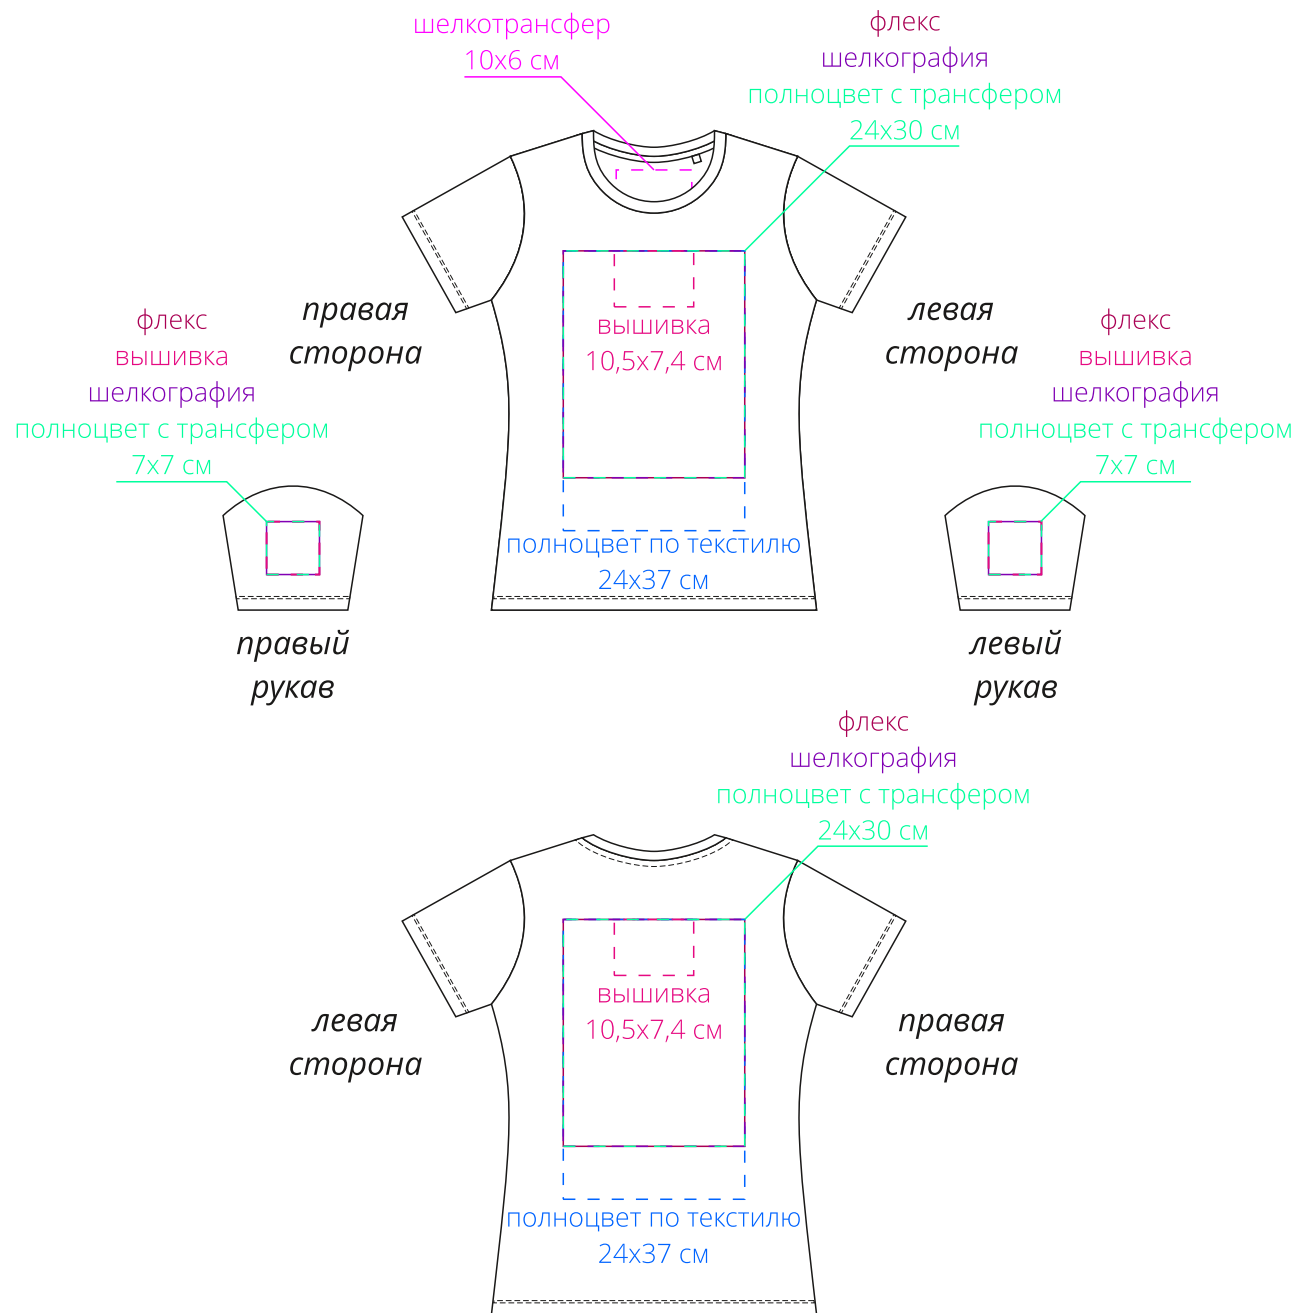 шелкотрансфер
10x6 см
флекс
шелкография
полноцвет с трансфером
24x30 см
правая
сторона
левая
сторона
вышивка
10,5x7,4 см
флекс
вышивка
шелкография
полноцвет с трансфером
7x7 см
флекс
вышивка
шелкография
полноцвет с трансфером
7x7 см
полноцвет по текстилю
24x37 см
правый
рукав
левый
рукав
флекс
шелкография
полноцвет с трансфером
24x30 см
вышивка
10,5x7,4 см
левая
сторона
правая
сторона
полноцвет по текстилю
24x37 см